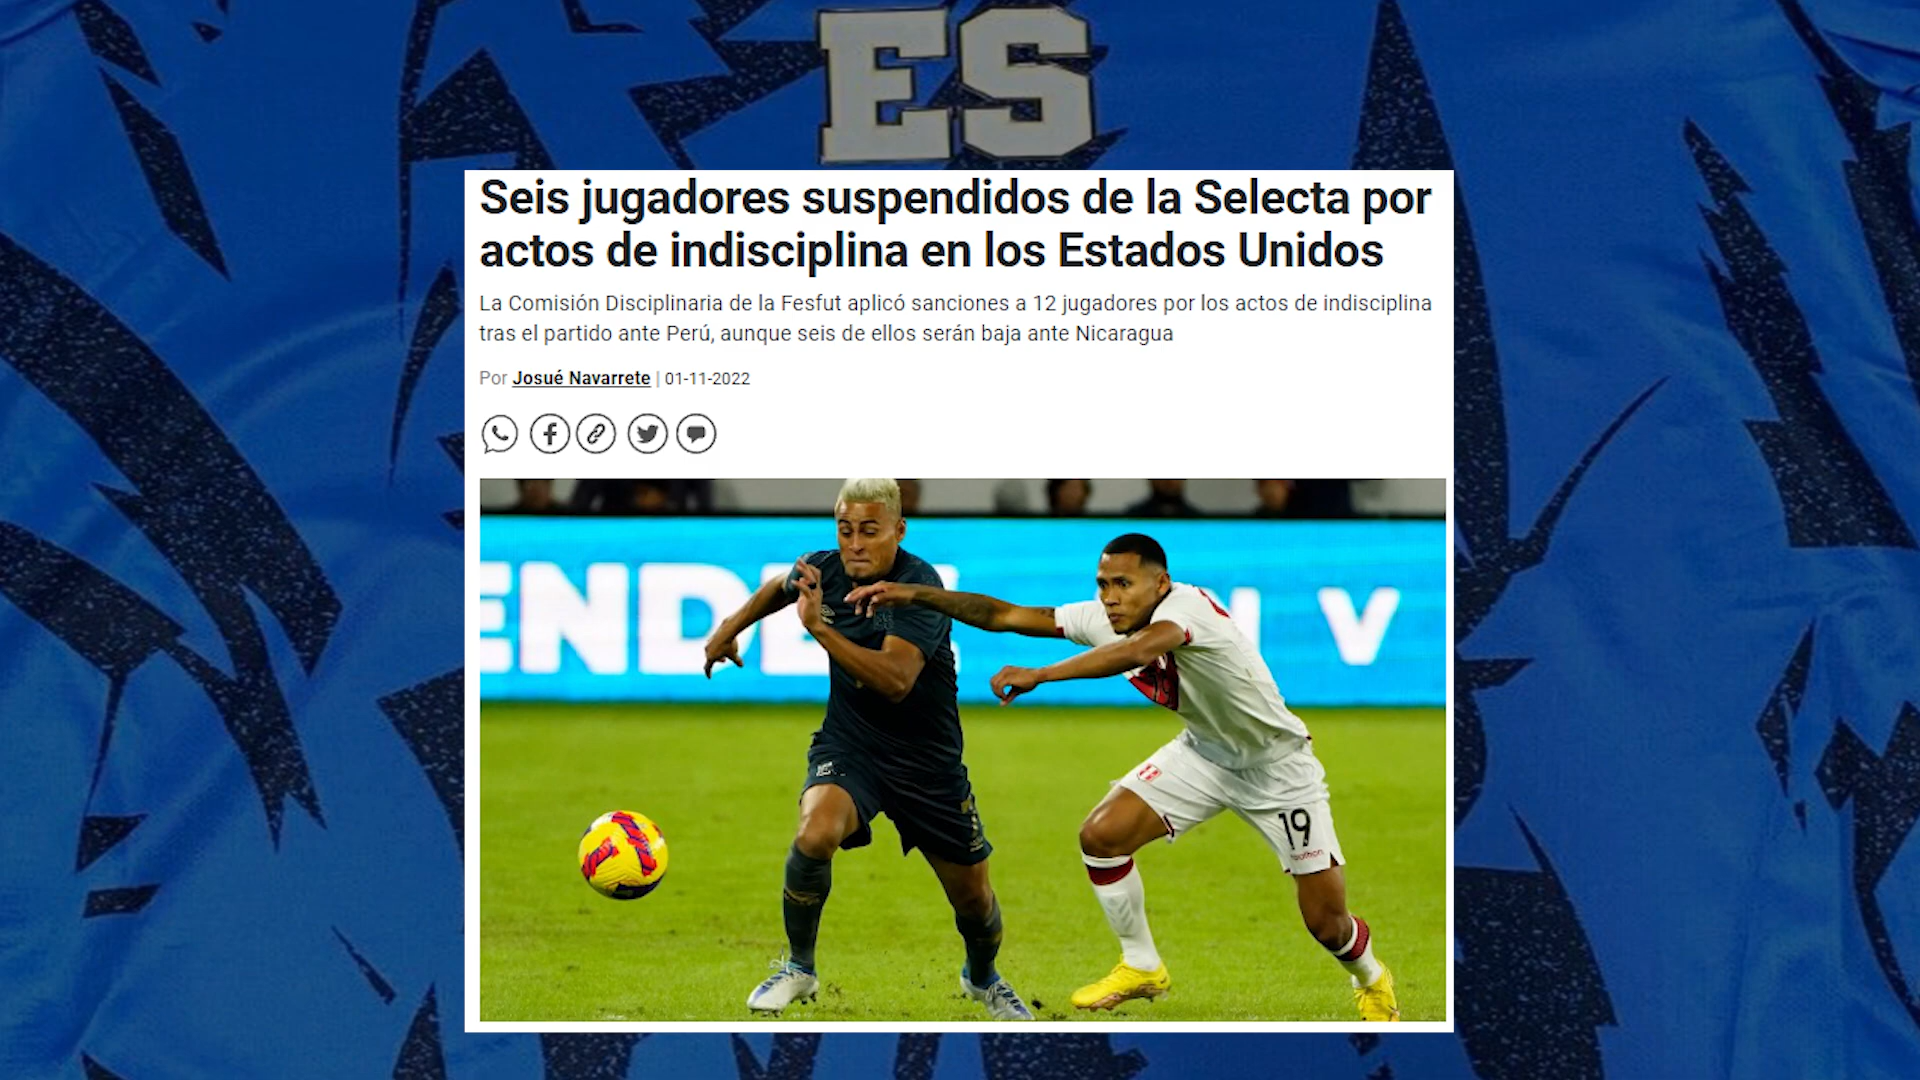 ES
Seis jugadores suspendidos de la Selecta por
actos de indisciplina en los Estados Unidos
La Comisión Disciplinaria de la Fesfut aplicó sanciones a 12 jugadores por los actos de indisciplina
tras el partido ante Perú, aunque seis de ellos serán baja ante Nicaragua
Por Josué Navarrete | 01-11-2022
END
V
19